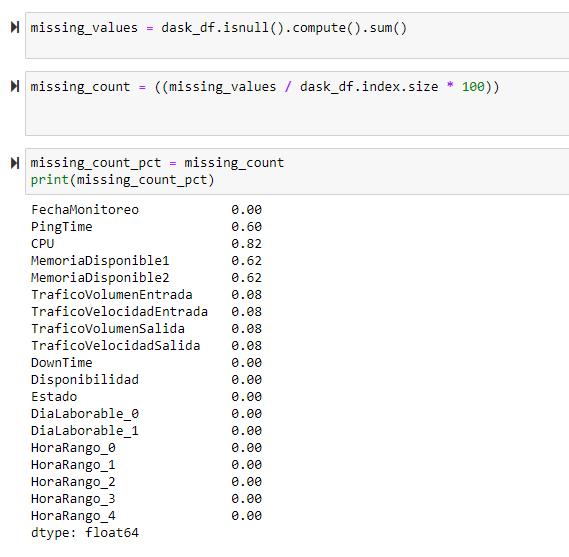 missing_values = dask_df.isnull().compute().sum()
missing_count = ((missing_values / dask_df.index.size * 100))
missing_count_pct = missing_count
print(missing_count_pct)
FechaMonitoreo 0.00
PingTime 0.60
CPU 0.82
MemoriaDisponible1 0.62
MemoriaDisponible2 0.62
TraficoVolumenEntrada 0.08
TraficoVelocidadEntrada 0.08
TraficoVolumenSalida 0.08
TraficoVelocidadSalida 0.08
DownTime 0.00
Disponibilidad 0.00
Estado 0.00
DiaLaborable_0 0.00
DiaLaborable_1 0.00
HoraRango_0 0.00
HoraRango_1 0.00
HoraRango_2 0.00
HoraRango_3 0.00
HoraRango_4 0.00
dtype: float64